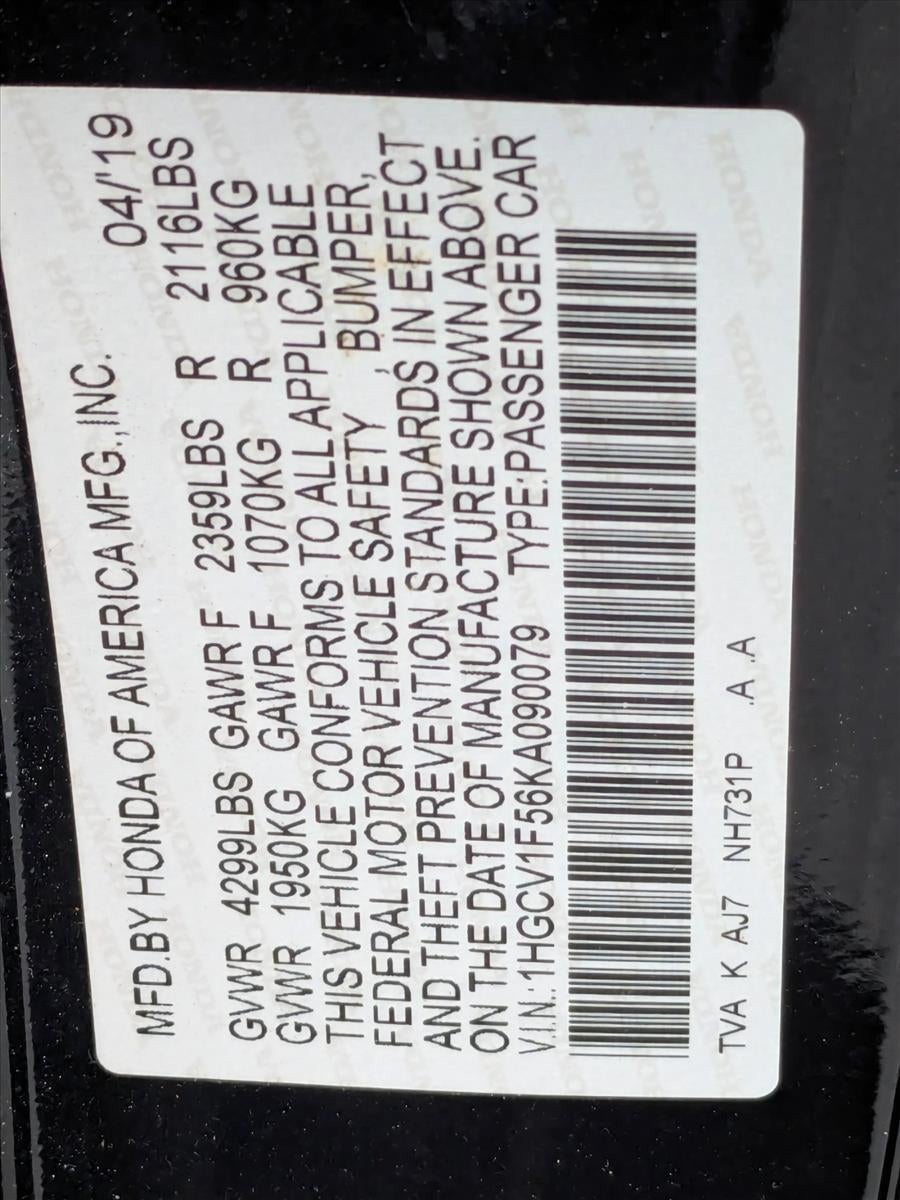 MFD.BY HONDA OF AMERICA MFG.,INC. 04/'19
GVWR 4299LBS GAWR F 2359LBS R 2116LBS
GVWR 1950KG GAWR F 1070KG R 960KG
THIS VEHICLE CONFORMS TO ALL APPLICABLE
FEDERAL MOTOR VEHICLE SAFETY , BUMPER,
AND THEFT PREVENTION STANDARDS IN EFFECT
ON THE DATE OF MANUFACTURE SHOWN ABOVE.
V.I.N.:1HGCV1F56KA090079 TYPE:PASSENGER CAR
TVA K AJ7 NH731P .A .A